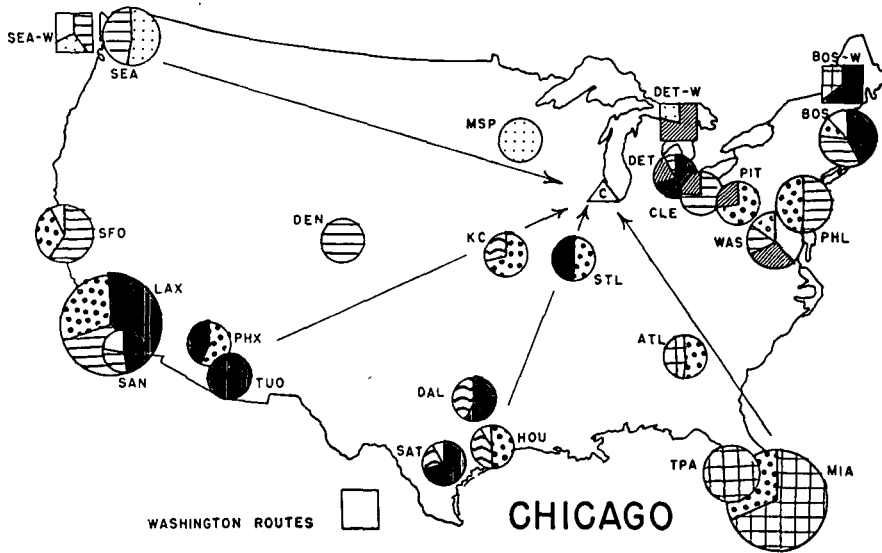 SEA-W
SEA
BOS-W
DET-W
BOS
MSP
DET
PIT
C
CLE
SFO
DEN
KC
WAS
PHL
STL
LAX
PHX
ATL
SAN
TUO
DAL
HOU
SAT
TPA
MIA
WASHINGTON ROUTES
CHICAGO